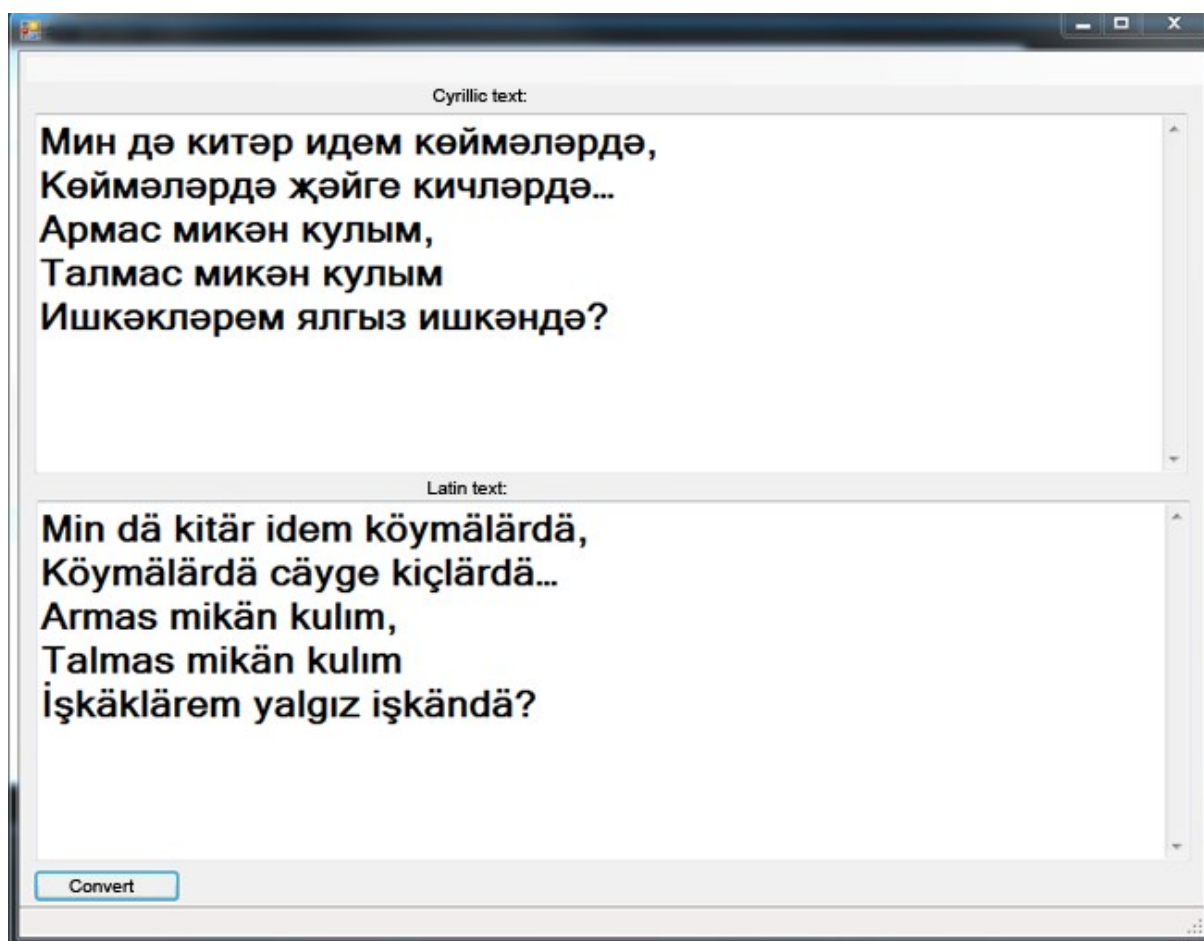 Cyrillic text:
Мин дә китәр идем көймәләрдә,
Көймәләрдә җәйге кичләрдә...
Армас микән кулым,
Талмас микән кулым
Ишкәкләрем ялгыз ишкәндә?
Latin text:
Min dä kitär idem köymälärdä,
Köymälärdä cäyge kiçlärdä...
Armas mikän kulım,
Talmas mikän kulım
İşkäklärem yalgız işkändä?
Convert